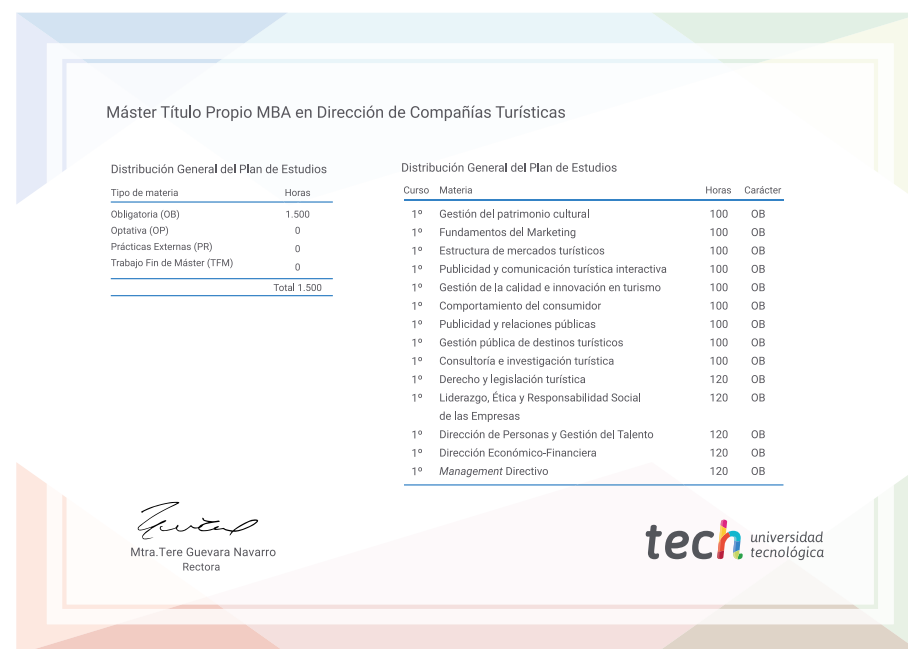 Máster Título Propio MBA en Dirección de Compañías Turísticas
Distribución General del Plan de Estudios
Tipo de materia Horas
Obligatoria (OB) 1.500
Optativa (OP) 0
Prácticas Externas (PR) 0
Trabajo Fin de Máster (TFM) 0
Total 1.500
Distribución General del Plan de Estudios
Curso Materia Horas Carácter
1º Gestión del patrimonio cultural 100 OB
1º Fundamentos del Marketing 100 OB
1º Estructura de mercados turísticos 100 OB
1º Publicidad y comunicación turística interactiva 100 OB
1º Gestión de la calidad e innovación en turismo 100 OB
1º Comportamiento del consumidor 100 OB
1º Publicidad y relaciones públicas 100 OB
1º Gestión pública de destinos turísticos 100 OB
1º Consultoría e investigación turística 100 OB
1º Derecho y legislación turística 120 OB
1º Liderazgo, Ética y Responsabilidad Social 120 OB
de las Empresas
1º Dirección de Personas y Gestión del Talento 120 OB
1º Dirección Económico-Financiera 120 OB
1º Management Directivo 120 OB
Mtra.Tere Guevara Navarro
Rectora
tech universidad
tecnológica